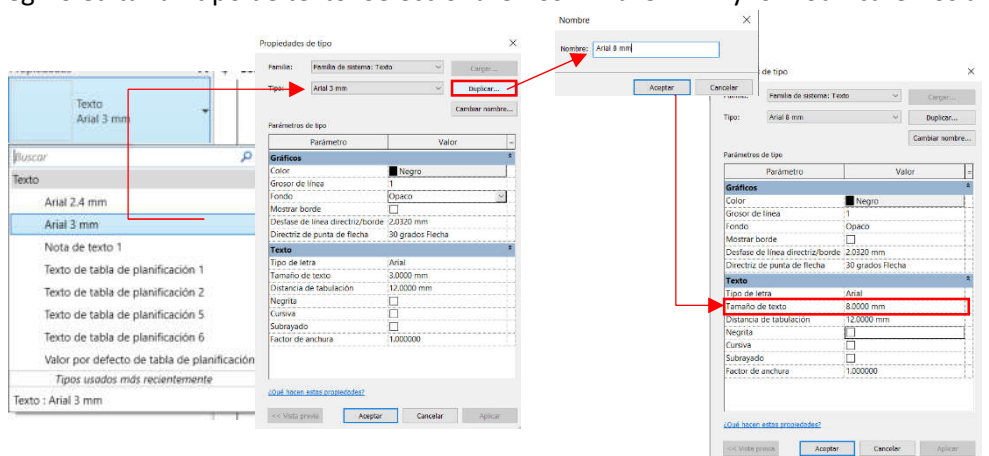 Texto
Arial 3 mm
Buscar
Texto
Arial 2.4 mm
Arial 3 mm
Nota de texto 1
Texto de tabla de planificación 1
Texto de tabla de planificación 2
Texto de tabla de planificación 5
Texto de tabla de planificación 6
Valor por defecto de tabla de planificación
Tipos usados más recientemente
Texto : Arial 3 mm
Propiedades de tipo
Familia: Familia de sistema: Texto Cargar...
Tipo: Arial 3 mm Duplicar...
Cambiar nombre...
Parámetros de tipo
Parámetro Valor =
Gráficos
Color Negro
Grosor de línea 1
Fondo Opaco
Mostrar borde
Desfase de línea directriz/borde 2.0320 mm
Directriz de punta de flecha 30 grados Flecha
Texto
Tipo de letra Arial
Tamaño de texto 3.0000 mm
Distancia de tabulación 12.0000 mm
Negrita
Cursiva
Subrayado
Factor de anchura 1.000000
¿Qué hacen estas propiedades?
<< Vista previa Aceptar Cancelar Aplicar
Nombre
Nombre: Arial 8 mm
Aceptar Cancelar
de tipo
Familia de sistema: Texto Cargar...
Tipo: Arial 8 mm Duplicar...
Cambiar nombre...
Parámetros de tipo
Parámetro Valor =
Gráficos
Color Negro
Grosor de línea 1
Fondo Opaco
Mostrar borde
Desfase de línea directriz/borde 2.0320 mm
Directriz de punta de flecha 30 grados Flecha
Texto
Tipo de letra Arial
Tamaño de texto 8.0000 mm
Distancia de tabulación 12.0000 mm
Negrita
Cursiva
Subrayado
Factor de anchura 1.000000
¿Qué hacen estas propiedades?
<< Vista previa Aceptar Cancelar Aplicar